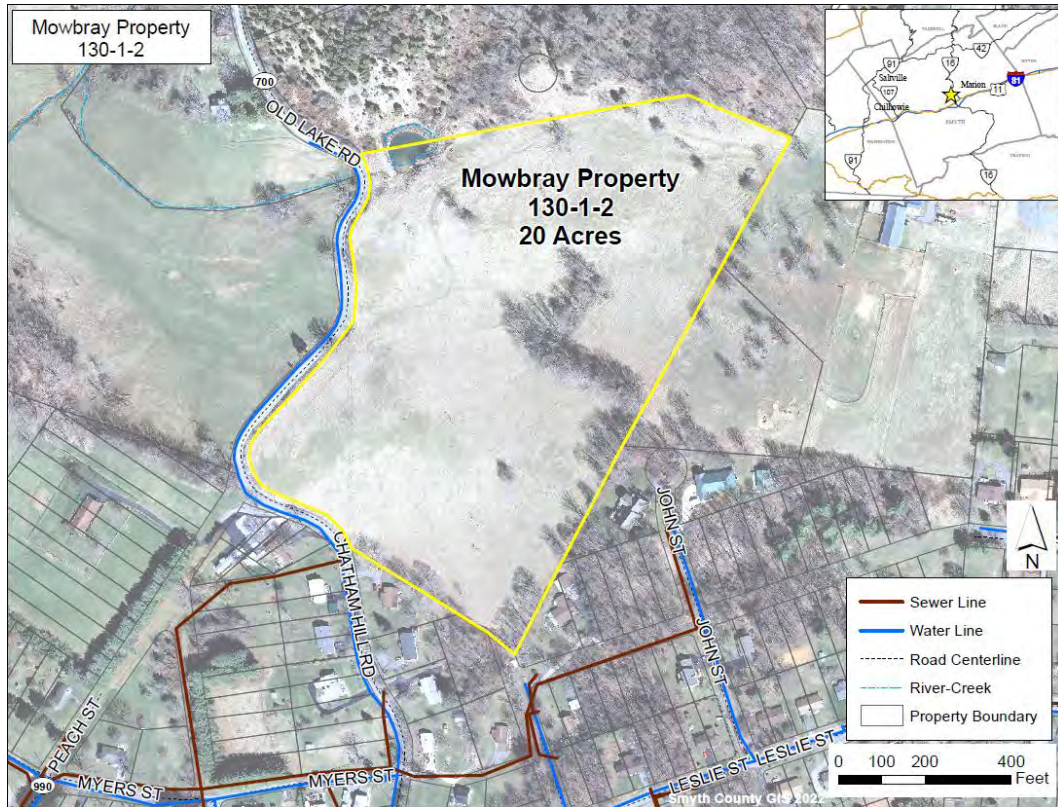 Mowbray Property
130-1-2
700
OLD LAKE RD
Mowbray Property
130-1-2
20 Acres
91
16
42
81
Saltville
107
Marion
11
Chilhowie
SMYTH
WASHINGTON
GRAYSON
91
16
JOHN ST
JOHN ST
CHATHAM HILL RD
PEACH ST
990
MYERS ST
MYERS ST
LESLIE ST
LESLIE ST
N
Sewer Line
Water Line
Road Centerline
River-Creek
Property Boundary
0 100 200 400
Feet
Smyth County GIS 2022